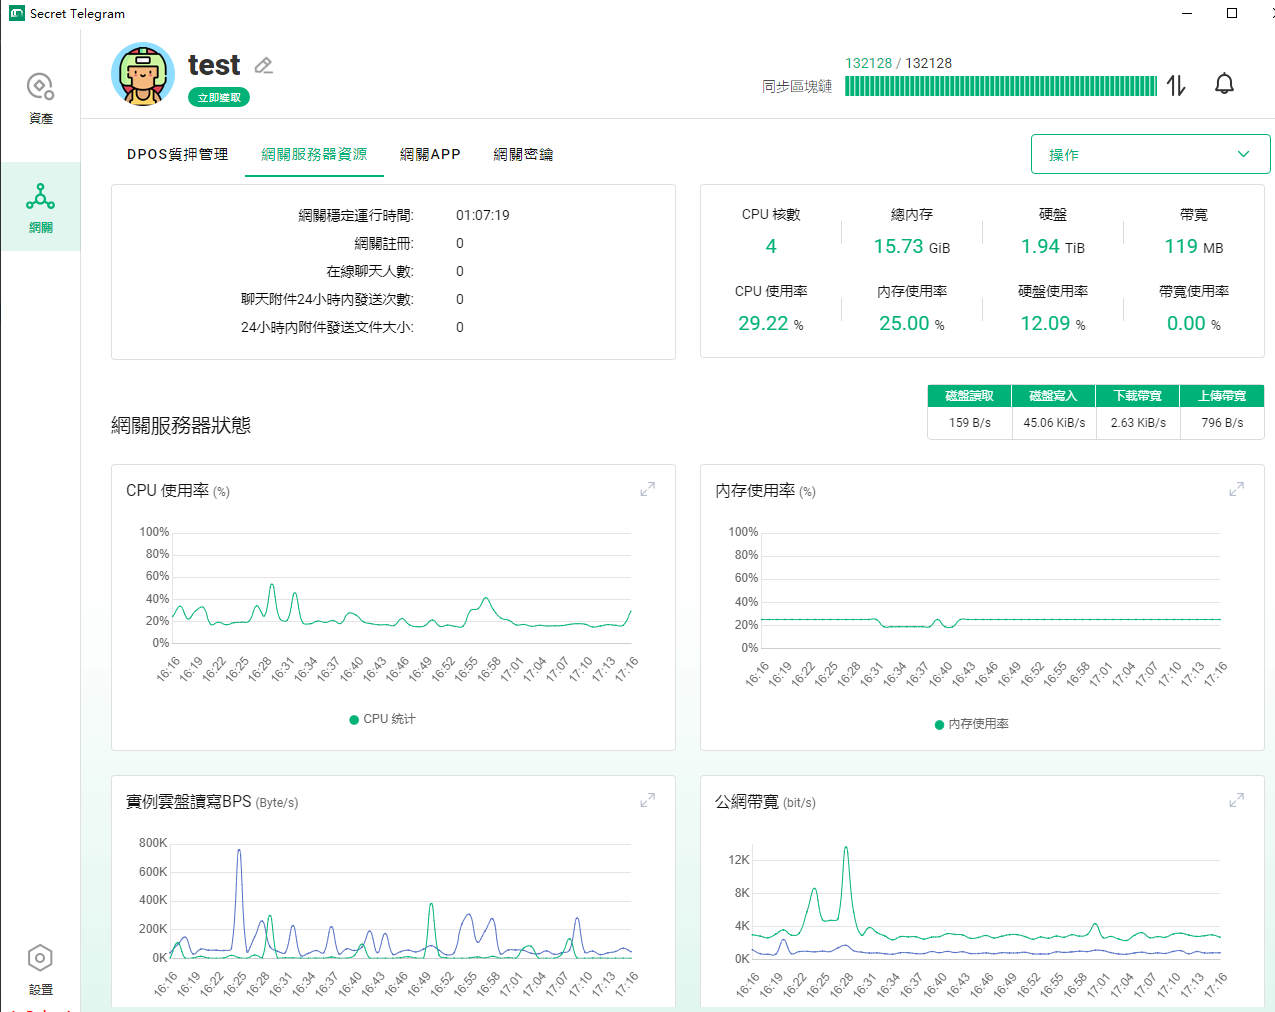 Secret Telegram
test
立即獲取
132128 / 132128
同步區塊鏈
資產
網關
設置
DPOS質押管理 網關服務器資源 網關APP 網關密鑰
操作
網關穩定運行時間: 01:07:19
網關註冊: 0
在線聊天人數: 0
聊天附件24小時內發送次數: 0
24小時內附件發送文件大小: 0
CPU 核數 總內存 硬盤 帶寬
4 15.73 GiB 1.94 TiB 119 MB
CPU 使用率 內存使用率 硬盤使用率 帶寬使用率
29.22 % 25.00 % 12.09 % 0.00 %
網關服務器狀態
磁盤讀取 磁盤寫入 下載帶寬 上傳帶寬
159 B/s 45.06 KiB/s 2.63 KiB/s 796 B/s
CPU 使用率 (%)
100%
80%
60%
40%
20%
0%
16:16 16:19 16:22 16:25 16:28 16:31 16:34 16:37 16:40 16:43 16:46 16:49 16:52 16:55 16:58 17:01 17:04 17:07 17:10 17:13 17:16
CPU 统计
內存使用率 (%)
100%
80%
60%
40%
20%
0%
16:16 16:19 16:22 16:25 16:28 16:31 16:34 16:37 16:40 16:43 16:46 16:49 16:52 16:55 16:58 17:01 17:04 17:07 17:10 17:13 17:16
內存使用率
實例雲盤讀寫BPS (Byte/s)
800K
600K
400K
200K
0K
16:16 16:19 16:22 16:25 16:28 16:31 16:34 16:37 16:40 16:43 16:46 16:49 16:52 16:55 16:58 17:01 17:04 17:07 17:10 17:13 17:16
公網帶寬 (bit/s)
12K
8K
4K
0K
16:16 16:19 16:22 16:25 16:28 16:31 16:34 16:37 16:40 16:43 16:46 16:49 16:52 16:55 16:58 17:01 17:04 17:07 17:10 17:13 17:16